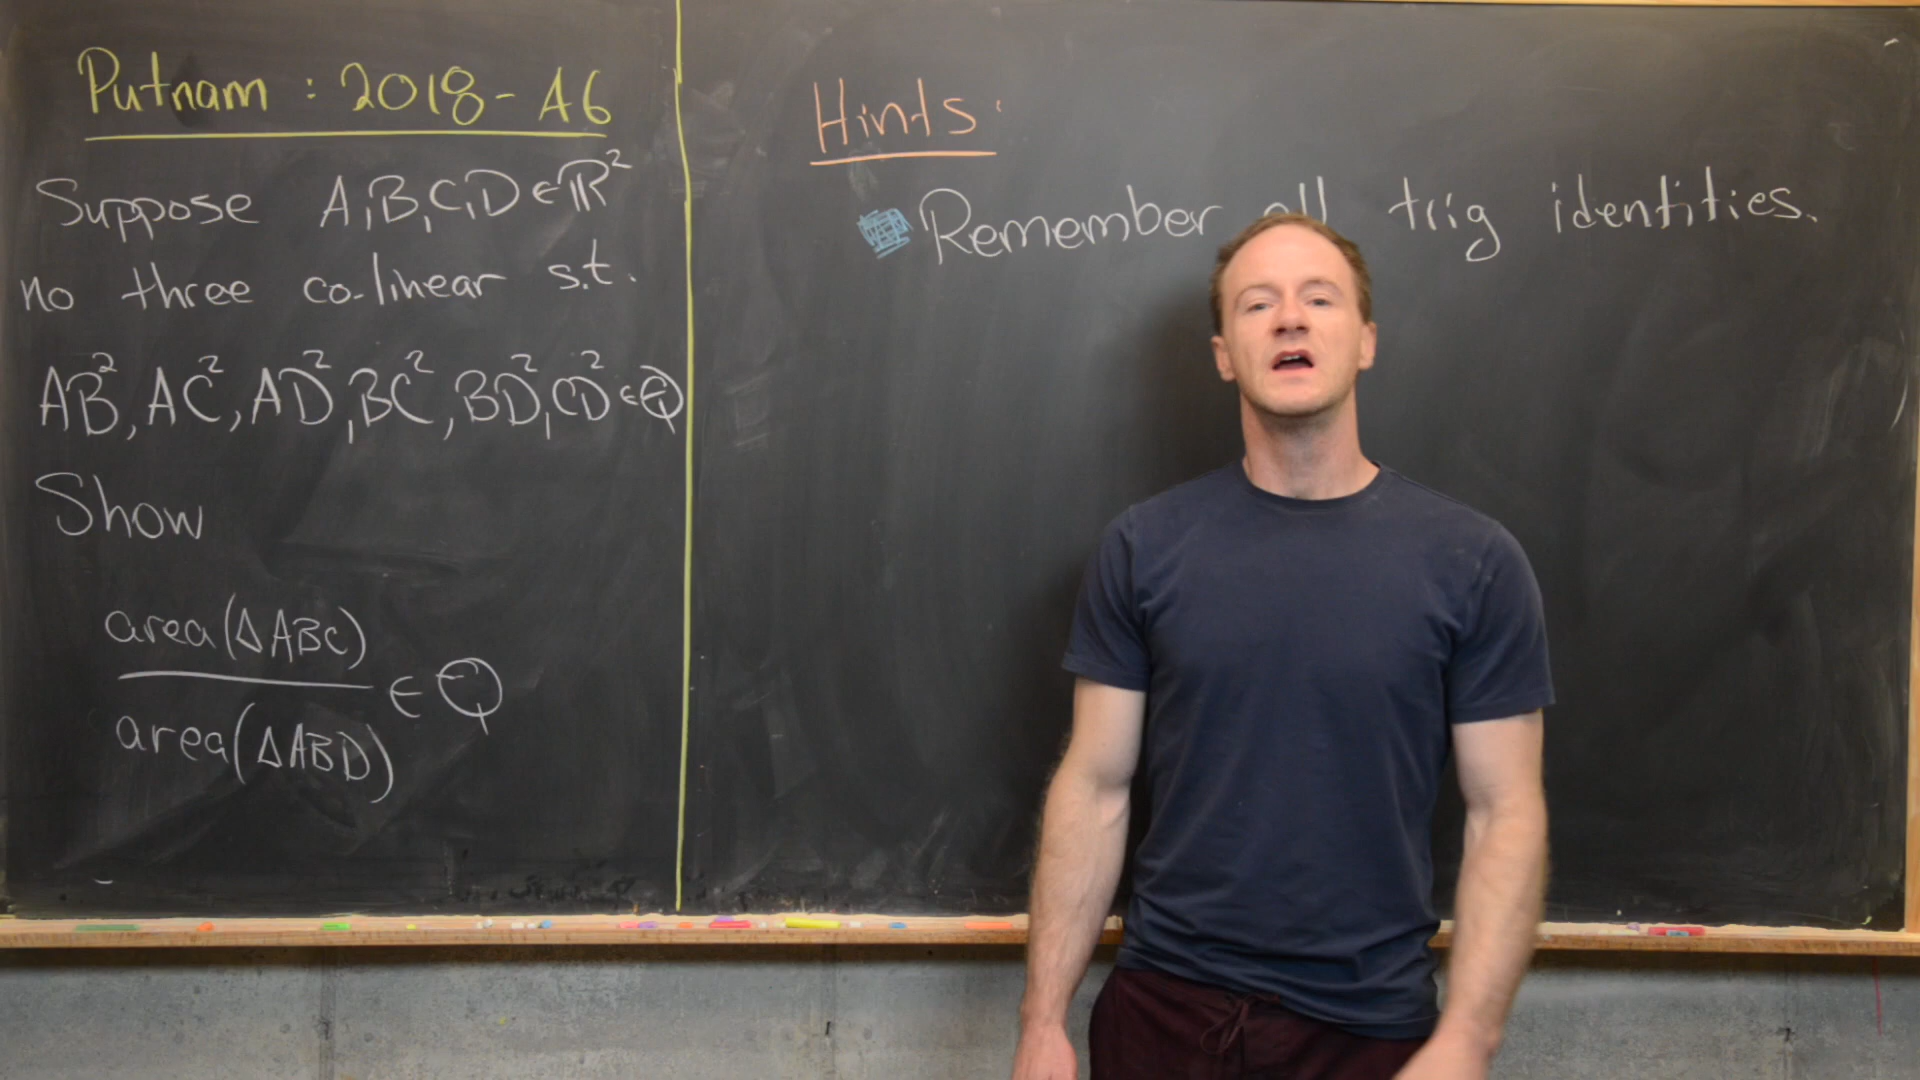 Putnam : 2018 - A6
Suppose A,B,C,D ∈ ℝ²
no three co-linear s.t.
AB², AC², AD², BC², BD², CD² ∈ ℚ
Show
area(ΔABC)
∈ ℚ
area(ΔABD)
Hints:
Remember all trig identities.